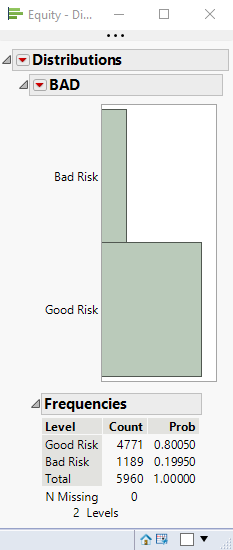 Equity - Di...
Distributions
BAD
Bad Risk
Good Risk
Frequencies
Level Count Prob
Good Risk 4771 0.80050
Bad Risk 1189 0.19950
Total 5960 1.00000
N Missing 0
2 Levels